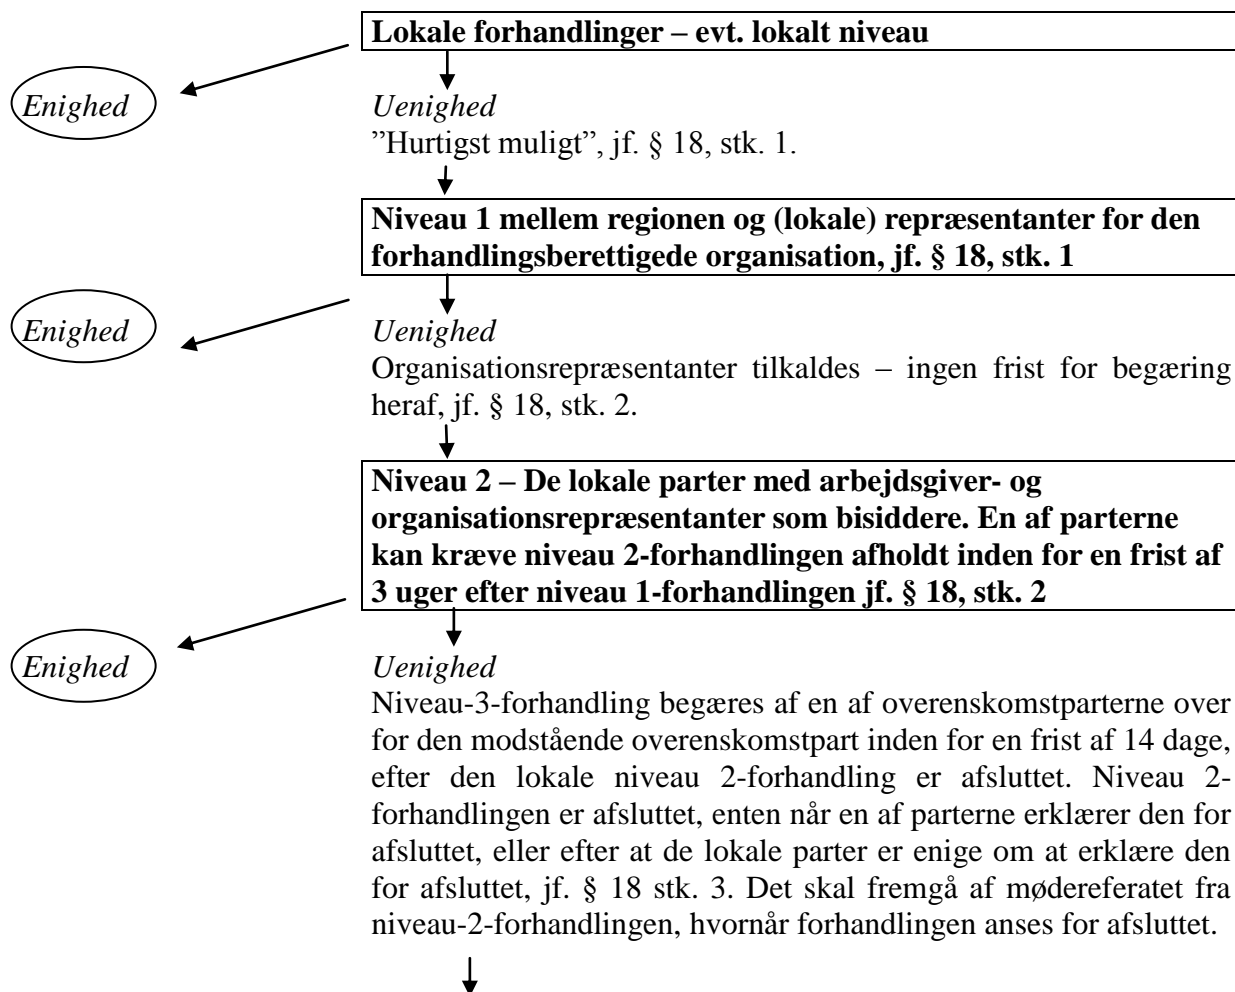 Lokale forhandlinger – evt. lokalt niveau
Enighed
Uenighed
”Hurtigst muligt”, jf. § 18, stk. 1.
Niveau 1 mellem regionen og (lokale) repræsentanter for den
forhandlingsberettigede organisation, jf. § 18, stk. 1
Enighed
Uenighed
Organisationsrepræsentanter tilkaldes – ingen frist for begæring
heraf, jf. § 18, stk. 2.
Niveau 2 – De lokale parter med arbejdsgiver- og
organisationsrepræsentanter som bisiddere. En af parterne
kan kræve niveau 2-forhandlingen afholdt inden for en frist af
3 uger efter niveau 1-forhandlingen jf. § 18, stk. 2
Enighed
Uenighed
Niveau-3-forhandling begæres af en af overenskomstparterne over
for den modstående overenskomstpart inden for en frist af 14 dage,
efter den lokale niveau 2-forhandling er afsluttet. Niveau 2-
forhandlingen er afsluttet, enten når en af parterne erklærer den for
afsluttet, eller efter at de lokale parter er enige om at erklære den
for afsluttet, jf. § 18 stk. 3. Det skal fremgå af mødereferatet fra
niveau-2-forhandlingen, hvornår forhandlingen anses for afsluttet.